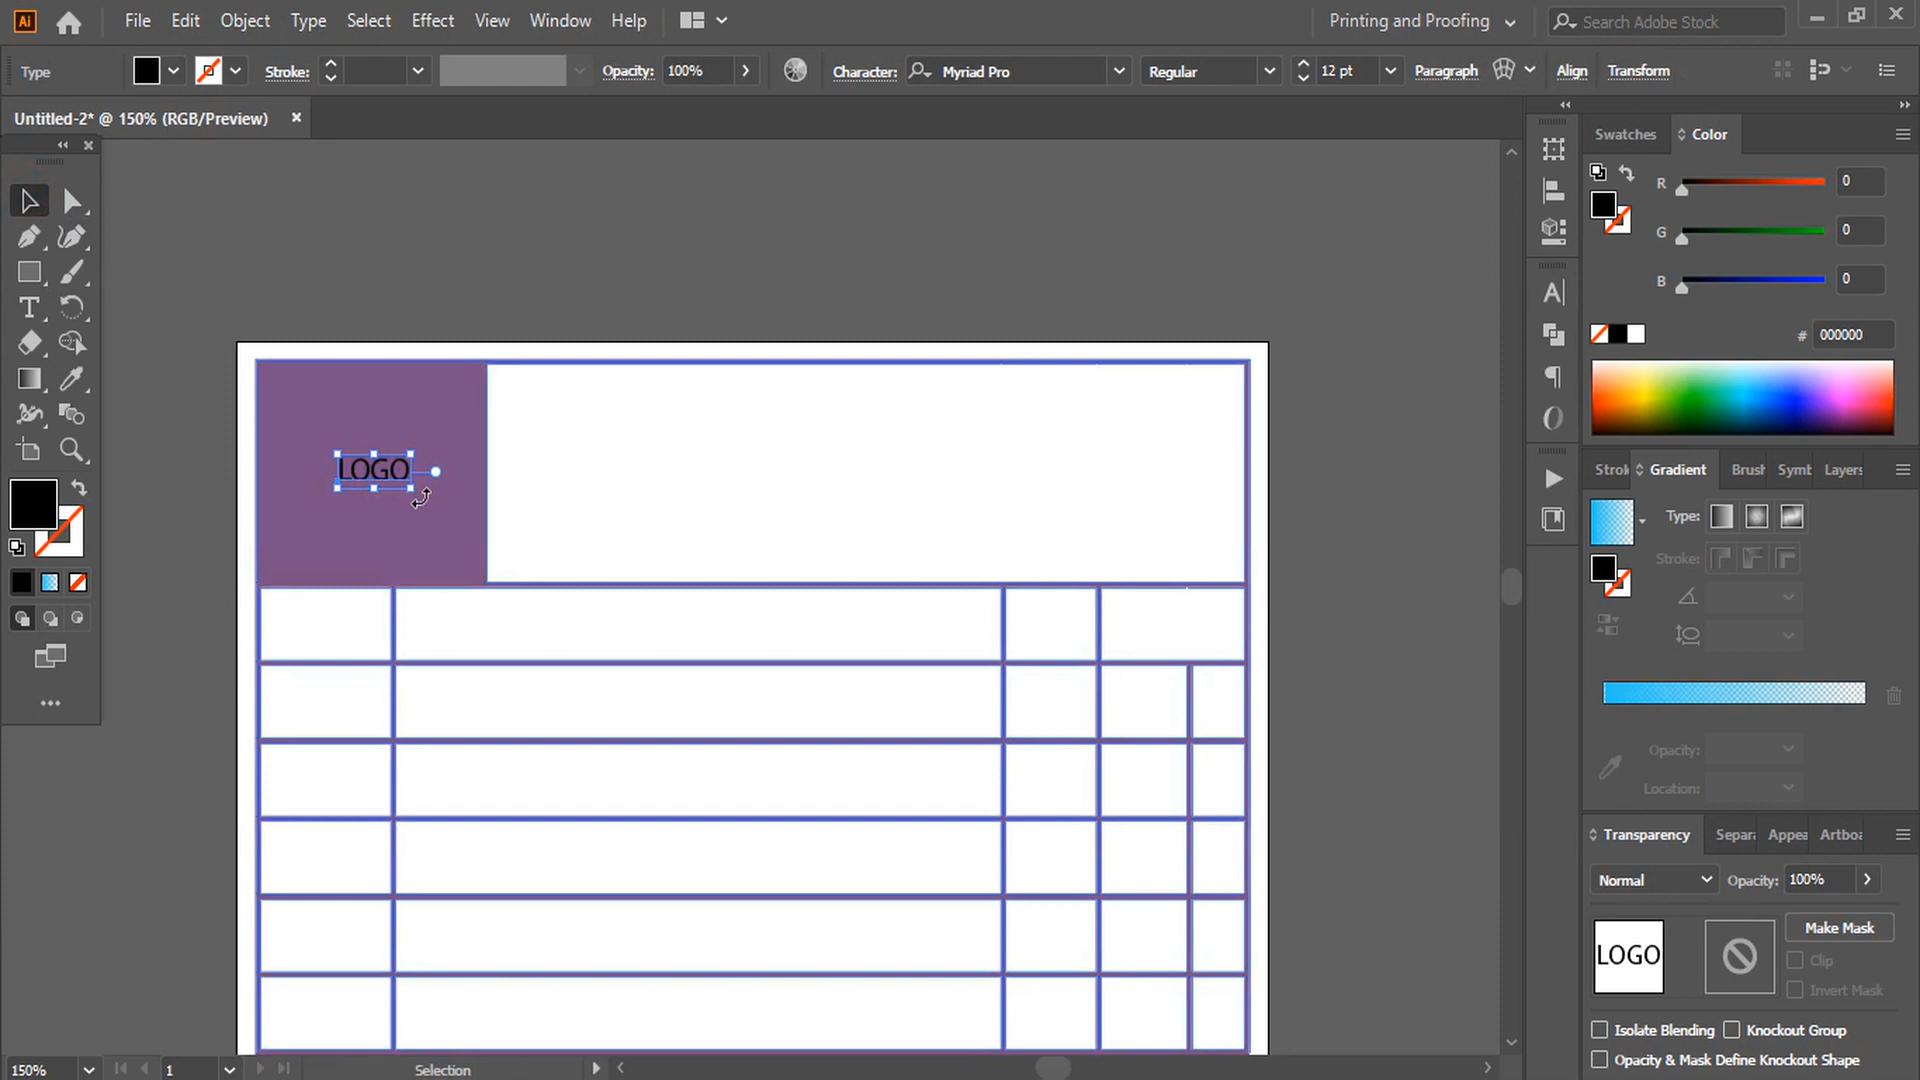 Ai File Edit Object Type Select Effect View Window Help Printing and Proofing Search Adobe Stock
Type Stroke: Opacity: 100% Character: Myriad Pro Regular 12 pt Paragraph Align Transform
Untitled-2* @ 150% (RGB/Preview)
Swatches Color
R 0
G 0
B 0
# 000000
LOGO
Strok Gradient Brush Symb Layers
Type:
Stroke:
Opacity:
Location:
Transparency Separa Appea Artboa
Normal Opacity: 100%
LOGO
Make Mask
Clip
Invert Mask
Isolate Blending Knockout Group
Opacity & Mask Define Knockout Shape
150% 1 Selection